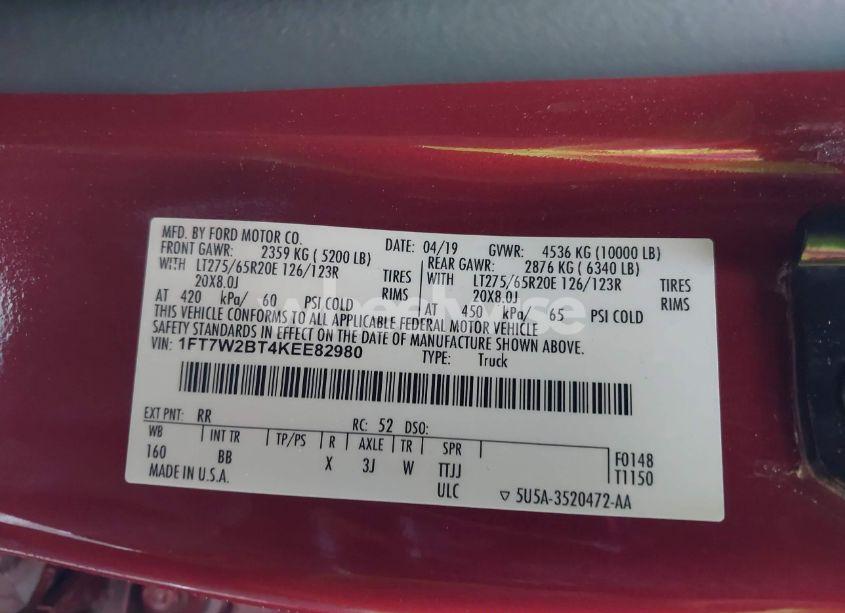 MFD. BY FORD MOTOR CO. DATE: 04/19 GVWR: 4536 KG (10000 LB)
FRONT GAWR: 2359 KG (5200 LB) REAR GAWR: 2876 KG (6340 LB)
WITH LT275/65R20E 126/123R TIRES WITH LT275/65R20E 126/123R TIRES
20X8.0J RIMS 20X8.0J RIMS
AT 420 kPa/ 60 PSI COLD AT 450 kPa/ 65 PSI COLD
THIS VEHICLE CONFORMS TO ALL APPLICABLE FEDERAL MOTOR VEHICLE
SAFETY STANDARDS IN EFFECT ON THE DATE OF MANUFACTURE SHOWN ABOVE.
VIN: 1FT7W2BT4KEE82980 TYPE: Truck
EXT PNT: RR RC: 52 DSO:
WB INT TR TP/PS R AXLE TR SPR
160 BB X 3J W TTJJ F0148
MADE IN U.S.A. ULC T1150
▽ 5U5A-3520472-AA
wheelwise